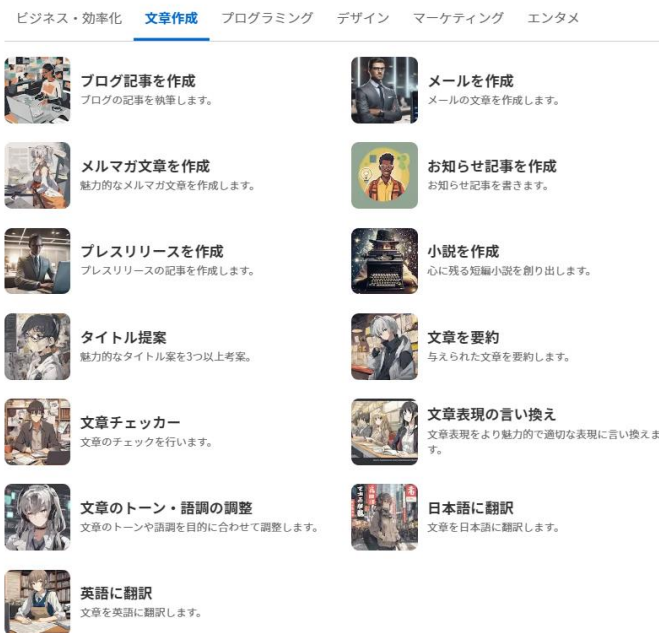 ビジネス・効率化 文章作成 プログラミング デザイン マーケティング エンタメ
ブログ記事を作成
ブログの記事を執筆します。
メールを作成
メールの文章を作成します。
メルマガ文章を作成
魅力的なメルマガ文章を作成します。
お知らせ記事を作成
お知らせ記事を書きます。
プレスリリースを作成
プレスリリースの記事を作成します。
小説を作成
心に残る短編小説を創り出します。
タイトル提案
魅力的なタイトル案を3つ以上考案。
文章を要約
与えられた文章を要約します。
文章チェッカー
文章のチェックを行います。
文章表現の言い換え
文章表現をより魅力的で適切な表現に言い換えま
す。
文章のトーン・語調の調整
文章のトーンや語調を目的に合わせて調整します。
日本語に翻訳
文章を日本語に翻訳します。
英語に翻訳
文章を英語に翻訳します。